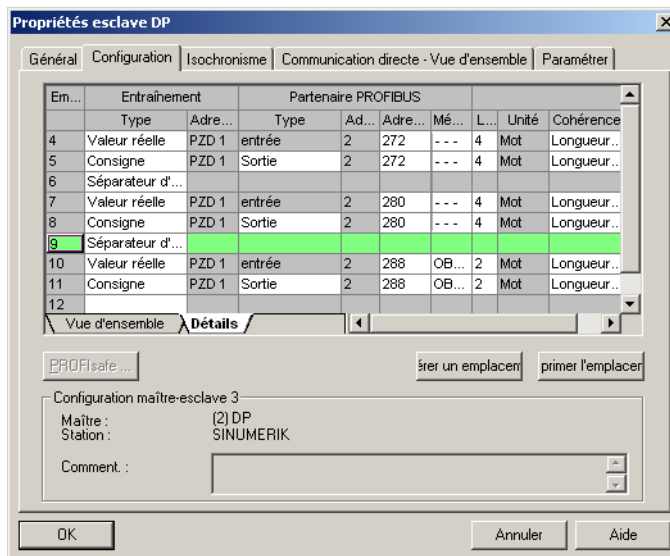 Propriétés esclave DP
Général Configuration Isochronisme Communication directe - Vue d'ensemble Paramétrer
Em... Entraînement Partenaire PROFIBUS
Type Adre... Type Ad... Adre... Mé... L... Unité Cohérence
4 Valeur réelle PZD 1 entrée 2 272 - - - 4 Mot Longueur..
5 Consigne PZD 1 Sortie 2 272 - - - 4 Mot Longueur..
6 Séparateur d'...
7 Valeur réelle PZD 1 entrée 2 280 - - - 4 Mot Longueur..
8 Consigne PZD 1 Sortie 2 280 - - - 4 Mot Longueur..
9 Séparateur d'...
10 Valeur réelle PZD 1 entrée 2 288 OB... 2 Mot Longueur..
11 Consigne PZD 1 Sortie 2 288 OB... 2 Mot Longueur..
12
Vue d'ensemble Détails
PROFIsafe ... érer un emplacem primer l'emplacer
Configuration maître-esclave 3
Maître : (2) DP
Station : SINUMERIK
Comment. :
OK Annuler Aide